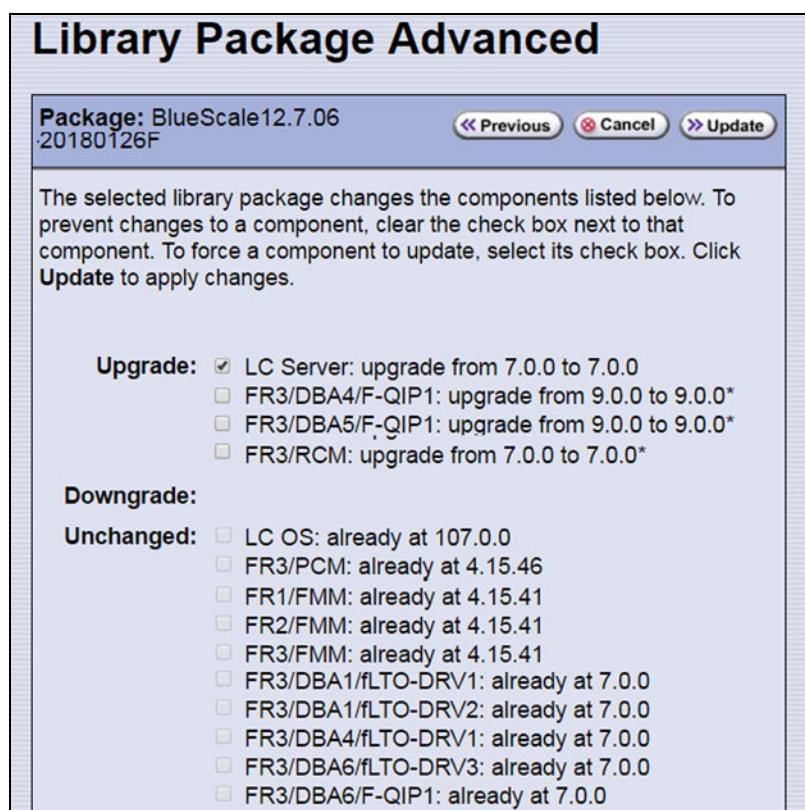 Library Package Advanced
Package: BlueScale12.7.06
-20180126F
Previous
Cancel
Update
The selected library package changes the components listed below. To
prevent changes to a component, clear the check box next to that
component. To force a component to update, select its check box. Click
Update to apply changes.
Upgrade: LC Server: upgrade from 7.0.0 to 7.0.0
FR3/DBA4/F-QIP1: upgrade from 9.0.0 to 9.0.0*
FR3/DBA5/F-QIP1: upgrade from 9.0.0 to 9.0.0*
FR3/RCM: upgrade from 7.0.0 to 7.0.0*
Downgrade:
Unchanged: LC OS: already at 107.0.0
FR3/PCM: already at 4.15.46
FR1/FMM: already at 4.15.41
FR2/FMM: already at 4.15.41
FR3/FMM: already at 4.15.41
FR3/DBA1/fLTO-DRV1: already at 7.0.0
FR3/DBA1/fLTO-DRV2: already at 7.0.0
FR3/DBA4/fLTO-DRV1: already at 7.0.0
FR3/DBA6/fLTO-DRV3: already at 7.0.0
FR3/DBA6/F-QIP1: already at 7.0.0